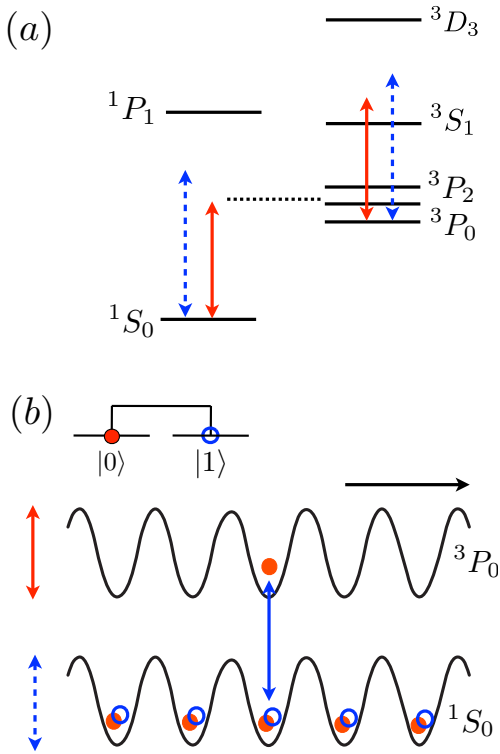 (a)
³D₃
¹P₁
³S₁
³P₂
³P₀
¹S₀
(b)
|0⟩ |1⟩
³P₀
¹S₀